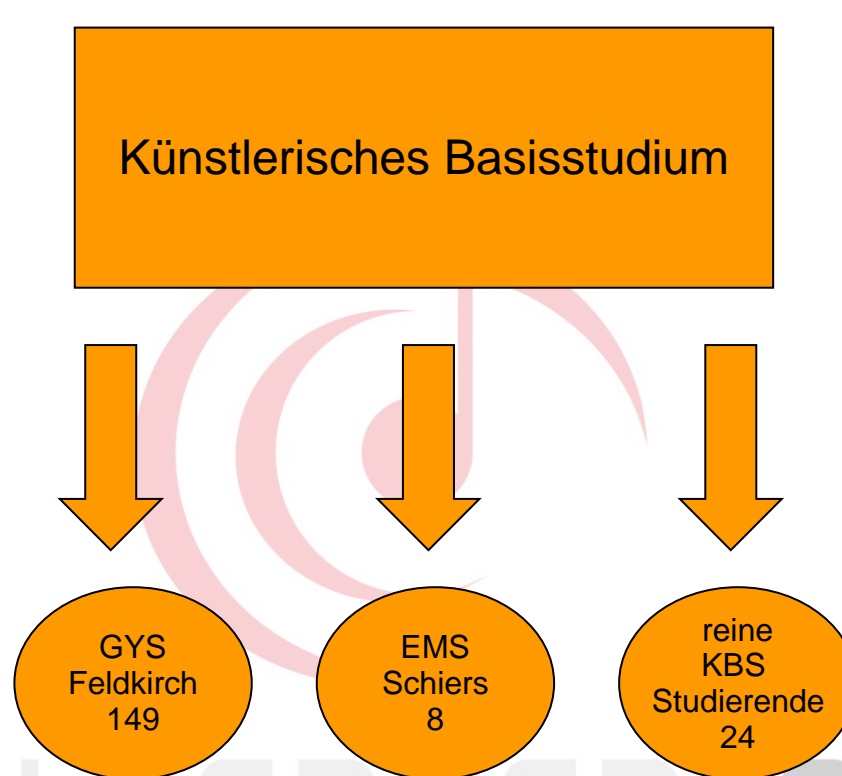 Künstlerisches Basisstudium
GYS
Feldkirch
149
EMS
Schiers
8
reine
KBS
Studierende
24